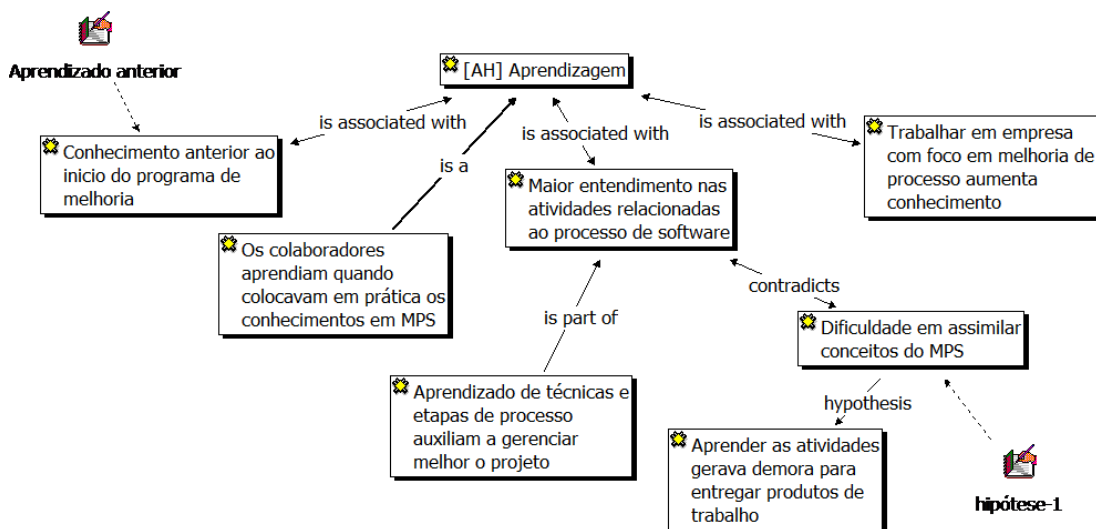 Aprendizado anterior
[AH] Aprendizagem
is associated with
is associated with
is associated with
is a
Conhecimento anterior ao
inicio do programa de
melhoria
Trabalhar em empresa
com foco em melhoria de
processo aumenta
conhecimento
Maior entendimento nas
atividades relacionadas
ao processo de software
Os colaboradores
aprendiam quando
colocavam em prática os
conhecimentos em MPS
contradicts
is part of
Dificuldade em assimilar
conceitos do MPS
Aprendizado de técnicas e
etapas de processo
auxiliam a gerenciar
melhor o projeto
hypothesis
Aprender as atividades
gerava demora para
entregar produtos de
trabalho
hipótese-1